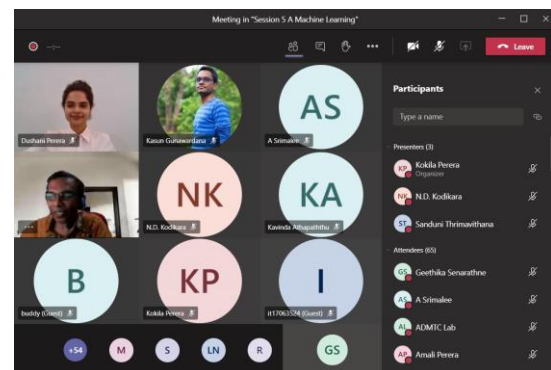 Meeting in "Session 5 A Machine Learning"
Leave
Dushani Perera
Kasun Gunawardana
AS
A Srimalee
NK
N.D. Kodikara
KA
Kavinda Athapaththu
B
buddy (Guest)
KP
Kokila Perera
I
it17063524 (Guest)
+54
M
S
LN
R
GS
Participants
Type a name
Presenters (3)
KP
Kokila Perera
Organizer
NK
N.D. Kodikara
ST
Sanduni Thrimavithana
Attendees (65)
GS
Geethika Senarathne
AS
A Srimalee
AL
ADMTC Lab
AP
Amali Perera